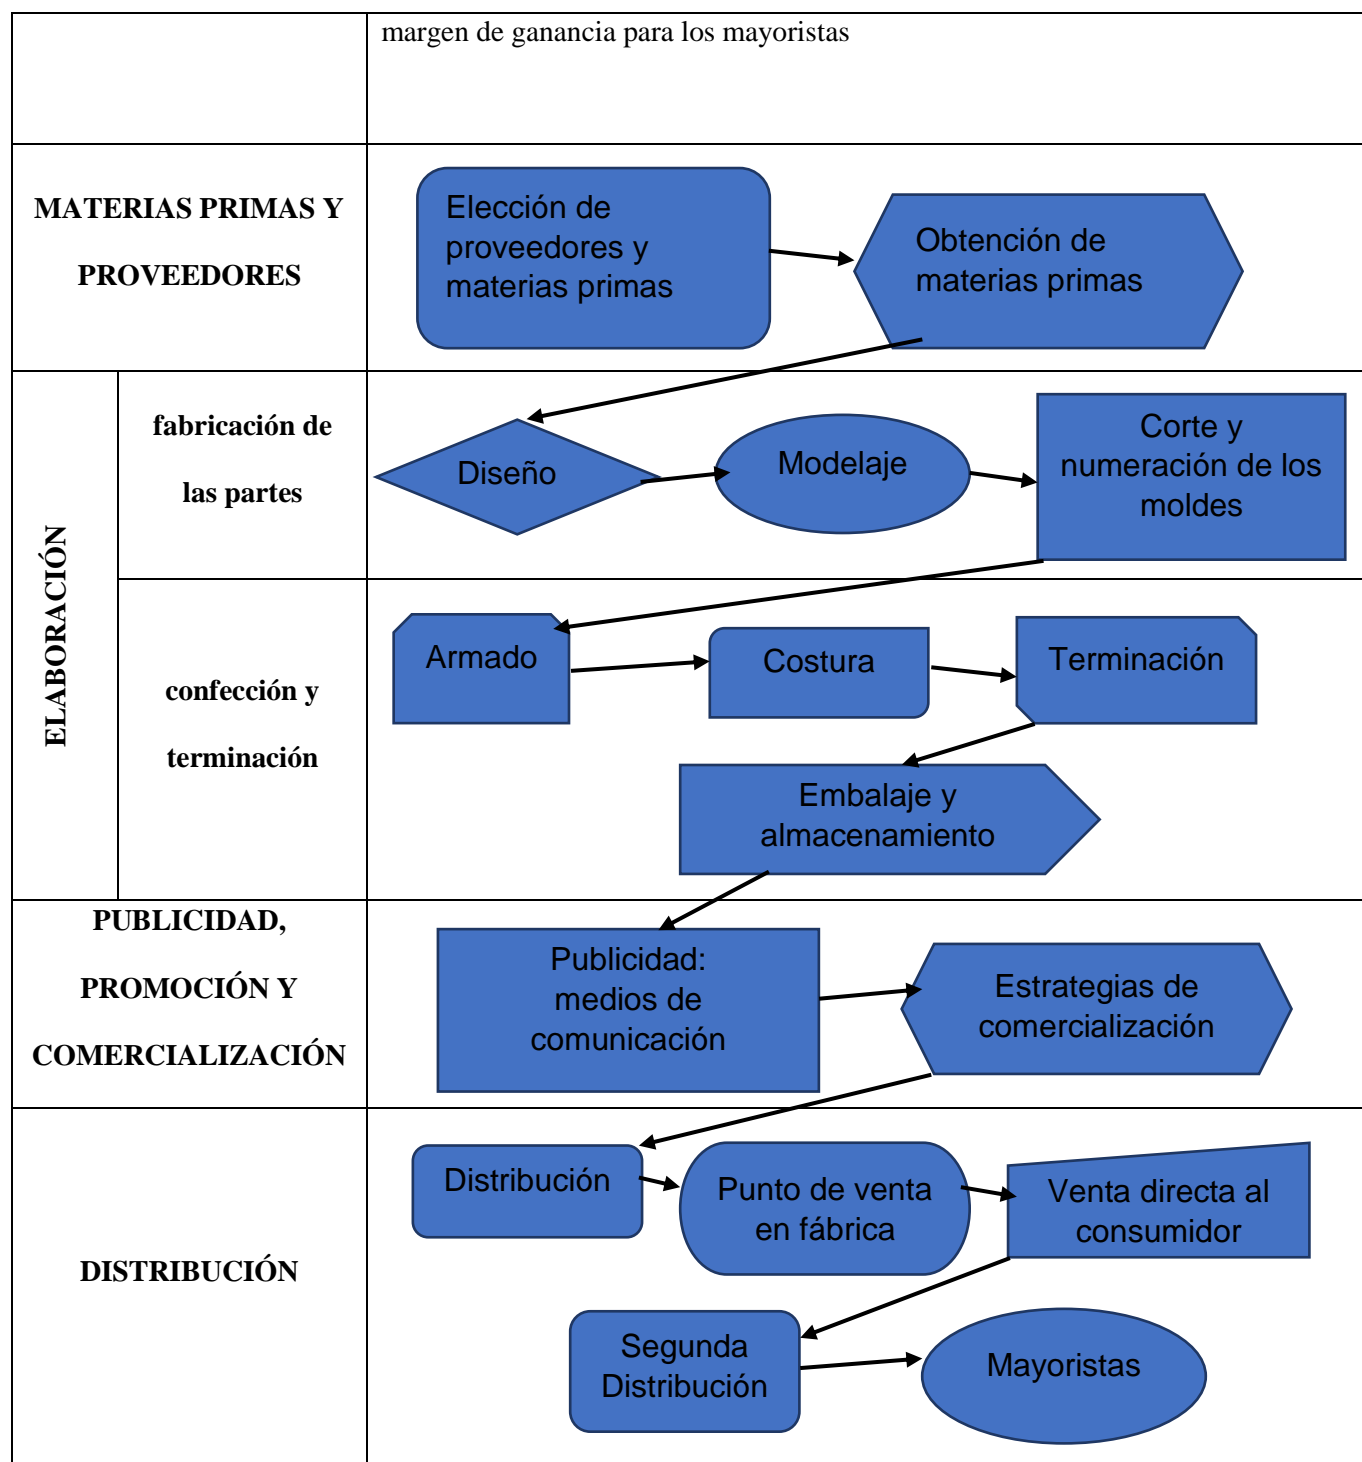 margen de ganancia para los mayoristas
MATERIAS PRIMAS Y
PROVEEDORES
Elección de
proveedores y
materias primas
Obtención de
materias primas
ELABORACIÓN
fabricación de
las partes
Diseño
Modelaje
Corte y
numeración de los
moldes
confección y
terminación
Armado
Costura
Terminación
Embalaje y
almacenamiento
PUBLICIDAD,
PROMOCIÓN Y
COMERCIALIZACIÓN
Publicidad:
medios de
comunicación
Estrategias de
comercialización
DISTRIBUCIÓN
Distribución
Punto de venta
en fábrica
Venta directa al
consumidor
Segunda
Distribución
Mayoristas